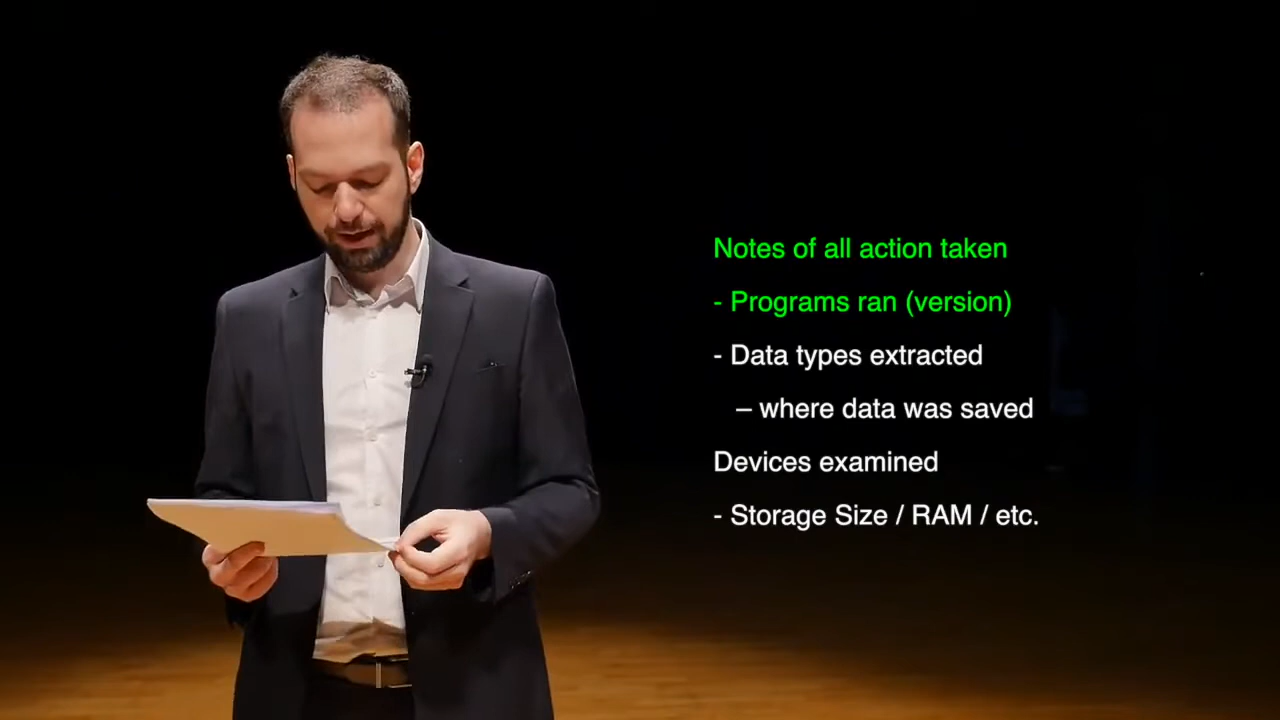 Notes of all action taken
- Programs ran (version)
- Data types extracted
– where data was saved
Devices examined
- Storage Size / RAM / etc.